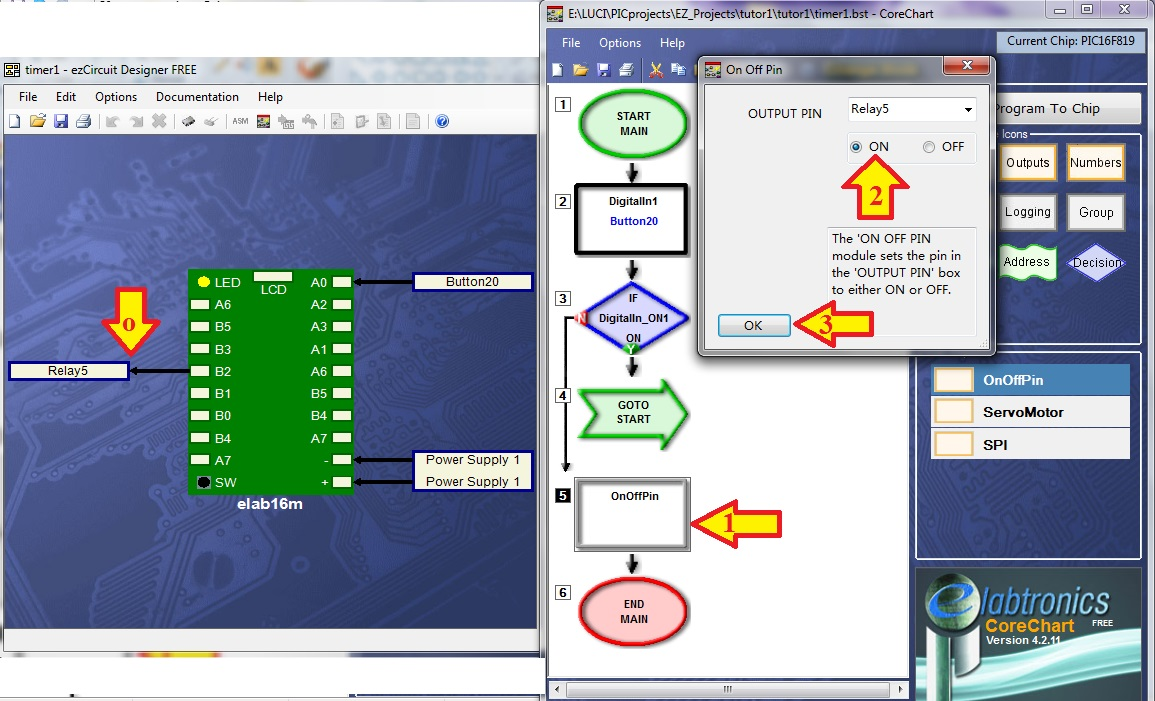 E:\LUCI\PICprojects\EZ_Projects\tutor1\tutor1\timer1.bst - CoreChart
File Options Help
Current Chip: PIC16F819
timer1 - ezCircuit Designer FREE
File Edit Options Documentation Help
ASM
LED
LCD
A0
A6
A2
B5
A3
B3
A1
B2
A6
B1
B5
B0
B4
B4
A7
A7
-
SW
+
elab16m
Button20
Relay5
Power Supply 1
Power Supply 1
0
1
START
MAIN
2
DigitalIn1
Button20
3
IF
DigitalIn_ON1
ON
N
Y
4
GOTO
START
5
OnOffPin
1
6
END
MAIN
On Off Pin
OUTPUT PIN
Relay5
ON OFF
2
The 'ON OFF PIN
module sets the pin in
the 'OUTPUT PIN' box
to either ON or OFF.
OK
3
Program To Chip
Icons
Outputs
Numbers
Logging
Group
Address
Decision
OnOffPin
ServoMotor
SPI
elabtronics
CoreChart FREE
Version 4.2.11